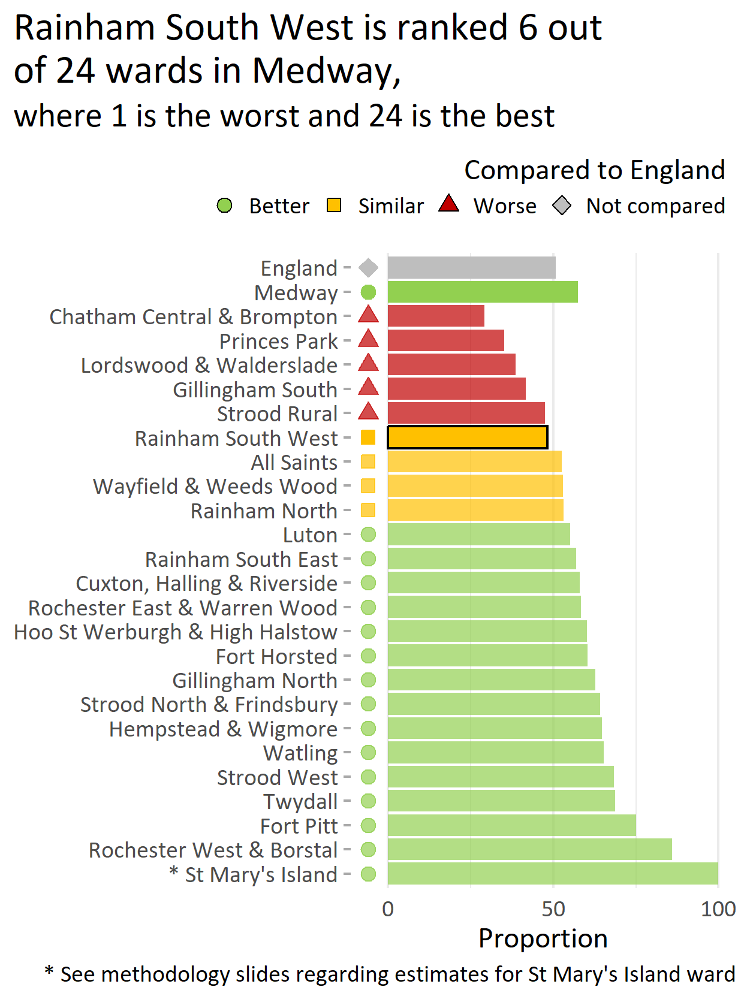 Rainham South West is ranked 6 out
of 24 wards in Medway,
where 1 is the worst and 24 is the best
Compared to England
Better Similar Worse Not compared
England
Medway
Chatham Central & Brompton
Princes Park
Lordswood & Walderslade
Gillingham South
Strood Rural
Rainham South West
All Saints
Wayfield & Weeds Wood
Rainham North
Luton
Rainham South East
Cuxton, Halling & Riverside
Rochester East & Warren Wood
Hoo St Werburgh & High Halstow
Fort Horsted
Gillingham North
Strood North & Frindsbury
Hempstead & Wigmore
Watling
Strood West
Twydall
Fort Pitt
Rochester West & Borstal
* St Mary's Island
0 50 100
Proportion
* See methodology slides regarding estimates for St Mary's Island ward